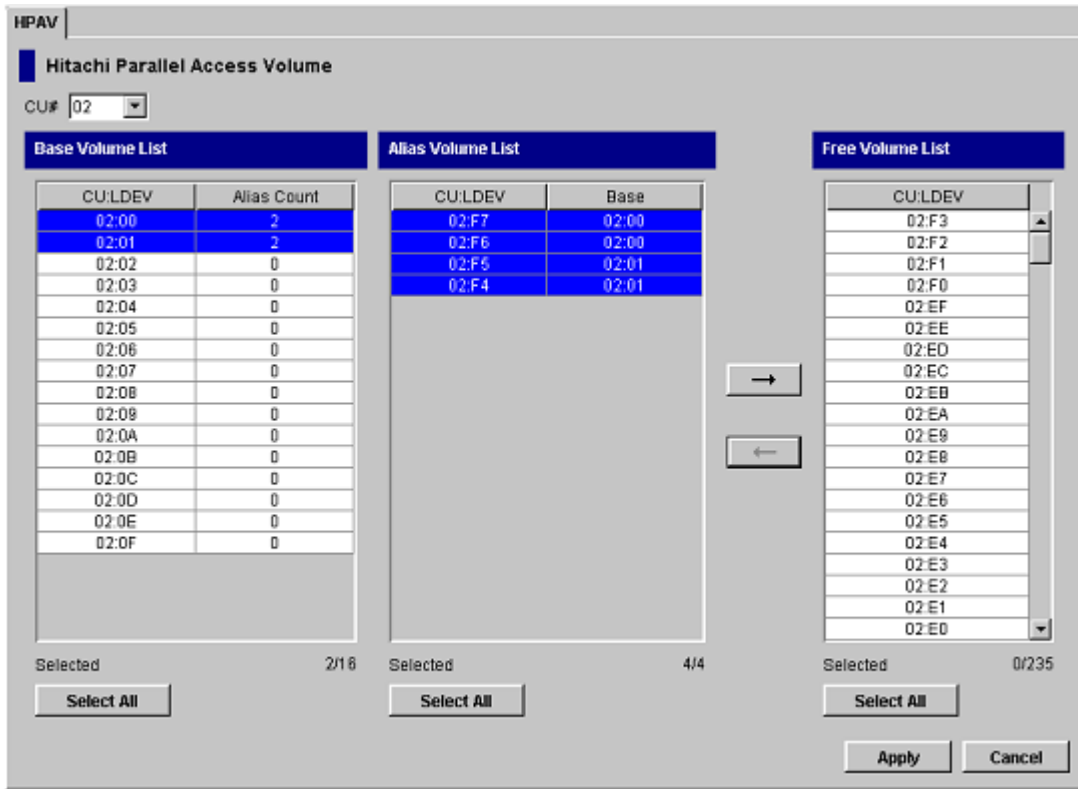 HPAV
Hitachi Parallel Access Volume
CU# 02
Base Volume List
CU:LDEV Alias Count
02:00 2
02:01 2
02:02 0
02:03 0
02:04 0
02:05 0
02:06 0
02:07 0
02:08 0
02:09 0
02:0A 0
02:0B 0
02:0C 0
02:0D 0
02:0E 0
02:0F 0
Selected 2/16
Select All
Alias Volume List
CU:LDEV Base
02:F7 02:00
02:F6 02:00
02:F5 02:01
02:F4 02:01
Selected 4/4
Select All
→
←
Free Volume List
CU:LDEV
02:F3
02:F2
02:F1
02:F0
02:EF
02:EE
02:ED
02:EC
02:EB
02:EA
02:E9
02:E8
02:E7
02:E6
02:E5
02:E4
02:E3
02:E2
02:E1
02:E0
Selected 0/235
Select All
Apply Cancel